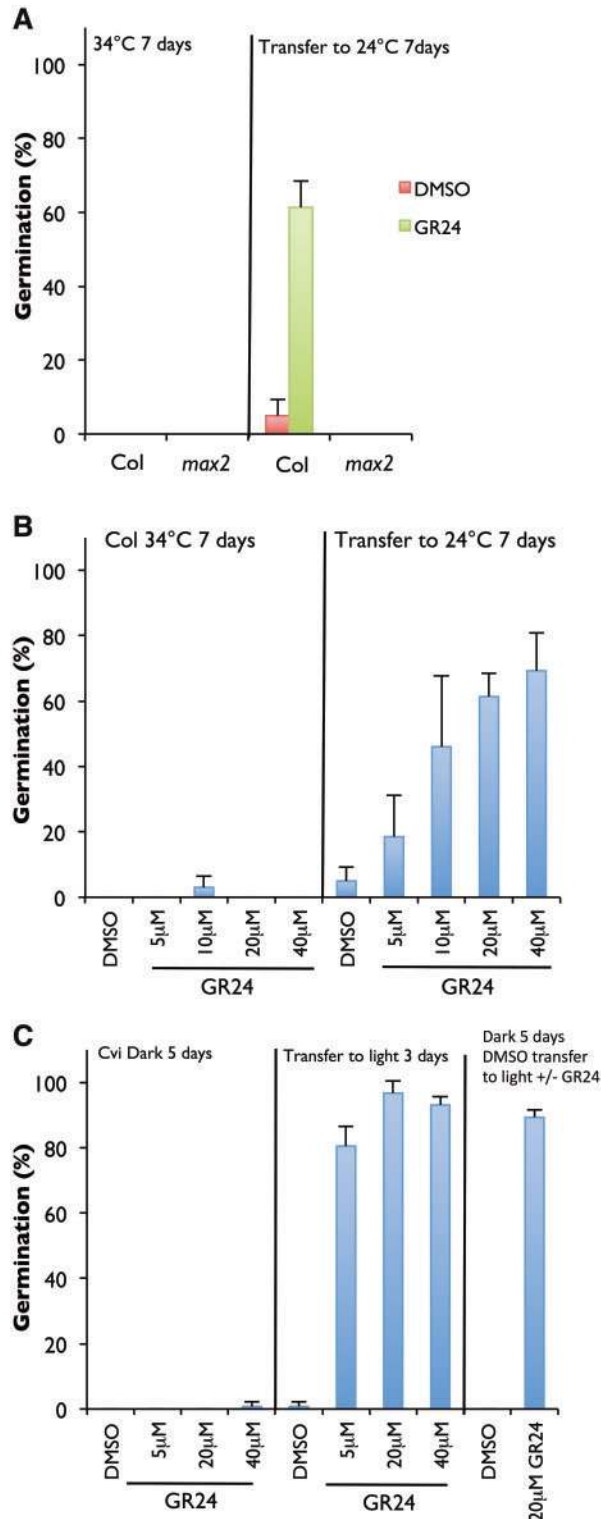 A
34°C 7 days
Transfer to 24°C 7days
100
80
60
40
20
0
Germination (%)
DMSO
GR24
Col
max2
Col
max2
B
Col 34°C 7 days
Transfer to 24°C 7 days
100
80
60
40
20
0
Germination (%)
DMSO
5μM
10μM
20μM
40μM
GR24
DMSO
5μM
10μM
20μM
40μM
GR24
C
Cvi Dark 5 days
Transfer to light 3 days
Dark 5 days
DMSO transfer
to light +/- GR24
100
80
60
40
20
0
Germination (%)
DMSO
5μM
20μM
40μM
GR24
DMSO
5μM
20μM
40μM
GR24
DMSO
20μM GR24